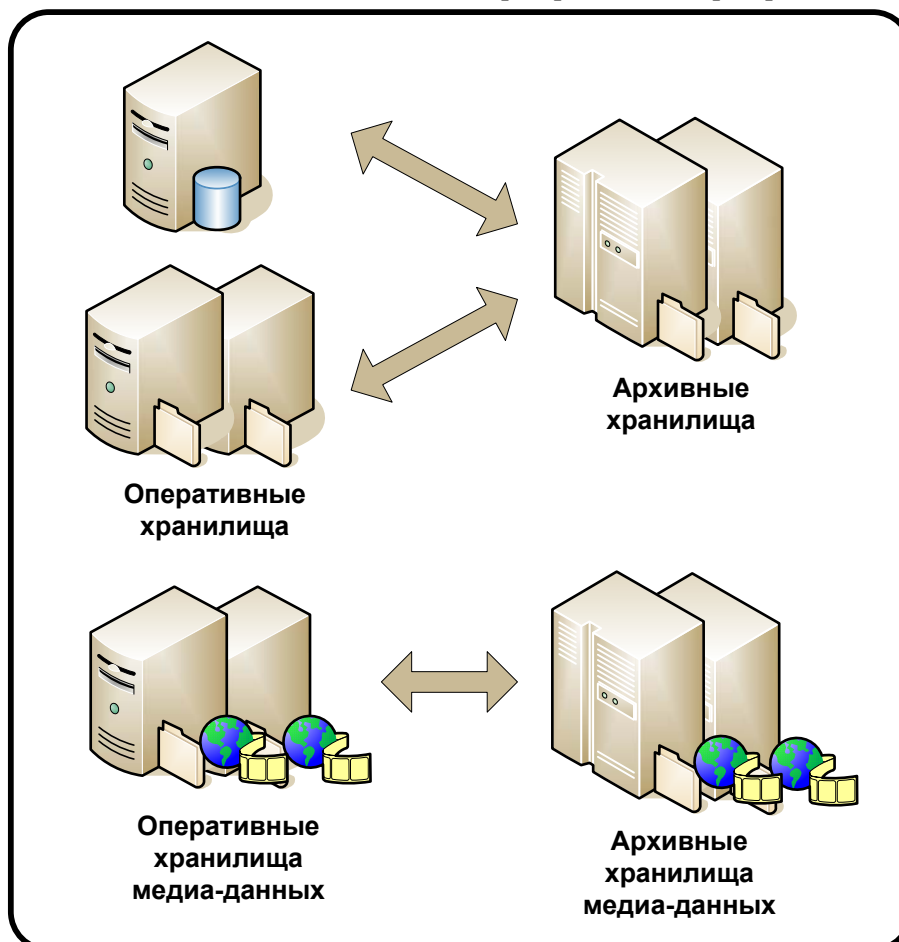 Архивные
хранилища
Оперативные
хранилища
Оперативные
хранилища
медиа-данных
Архивные
хранилища
медиа-данных